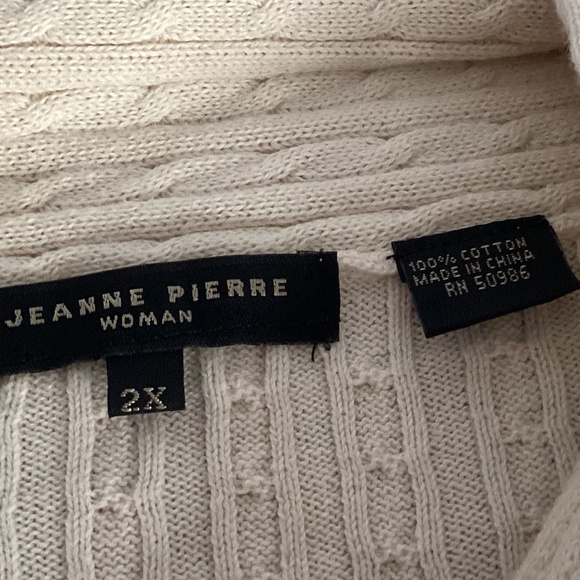 JEANNE PIERRE
WOMAN
2X
100% COTTON
MADE IN CHINA
RN 50986